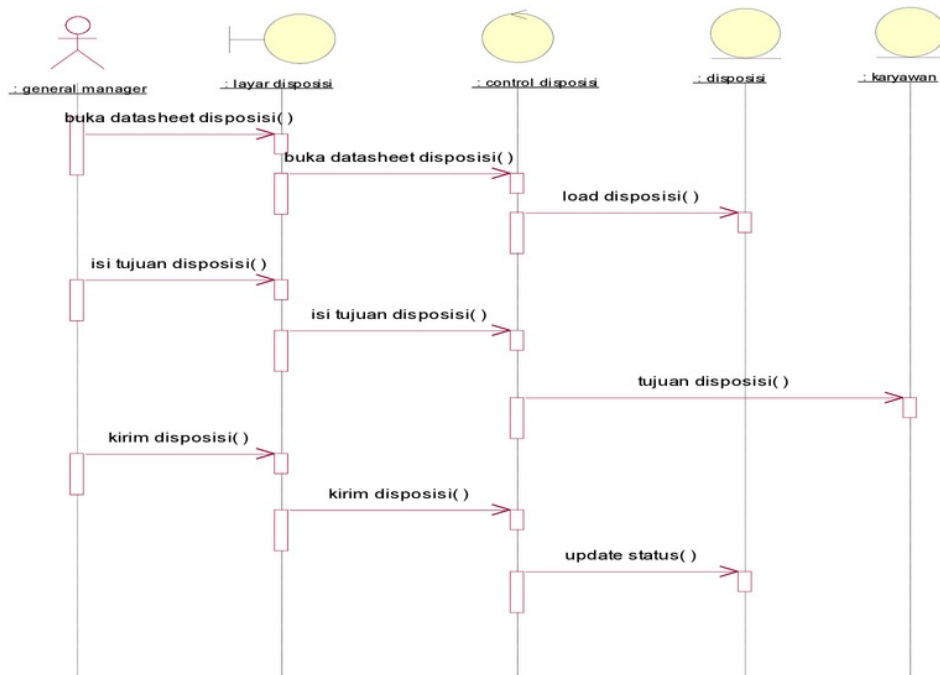 : general manager
: layar disposisi
: control disposisi
: disposisi
: karyawan
buka datasheet disposisi( )
buka datasheet disposisi( )
load disposisi( )
isi tujuan disposisi( )
isi tujuan disposisi( )
tujuan disposisi( )
kirim disposisi( )
kirim disposisi( )
update status( )